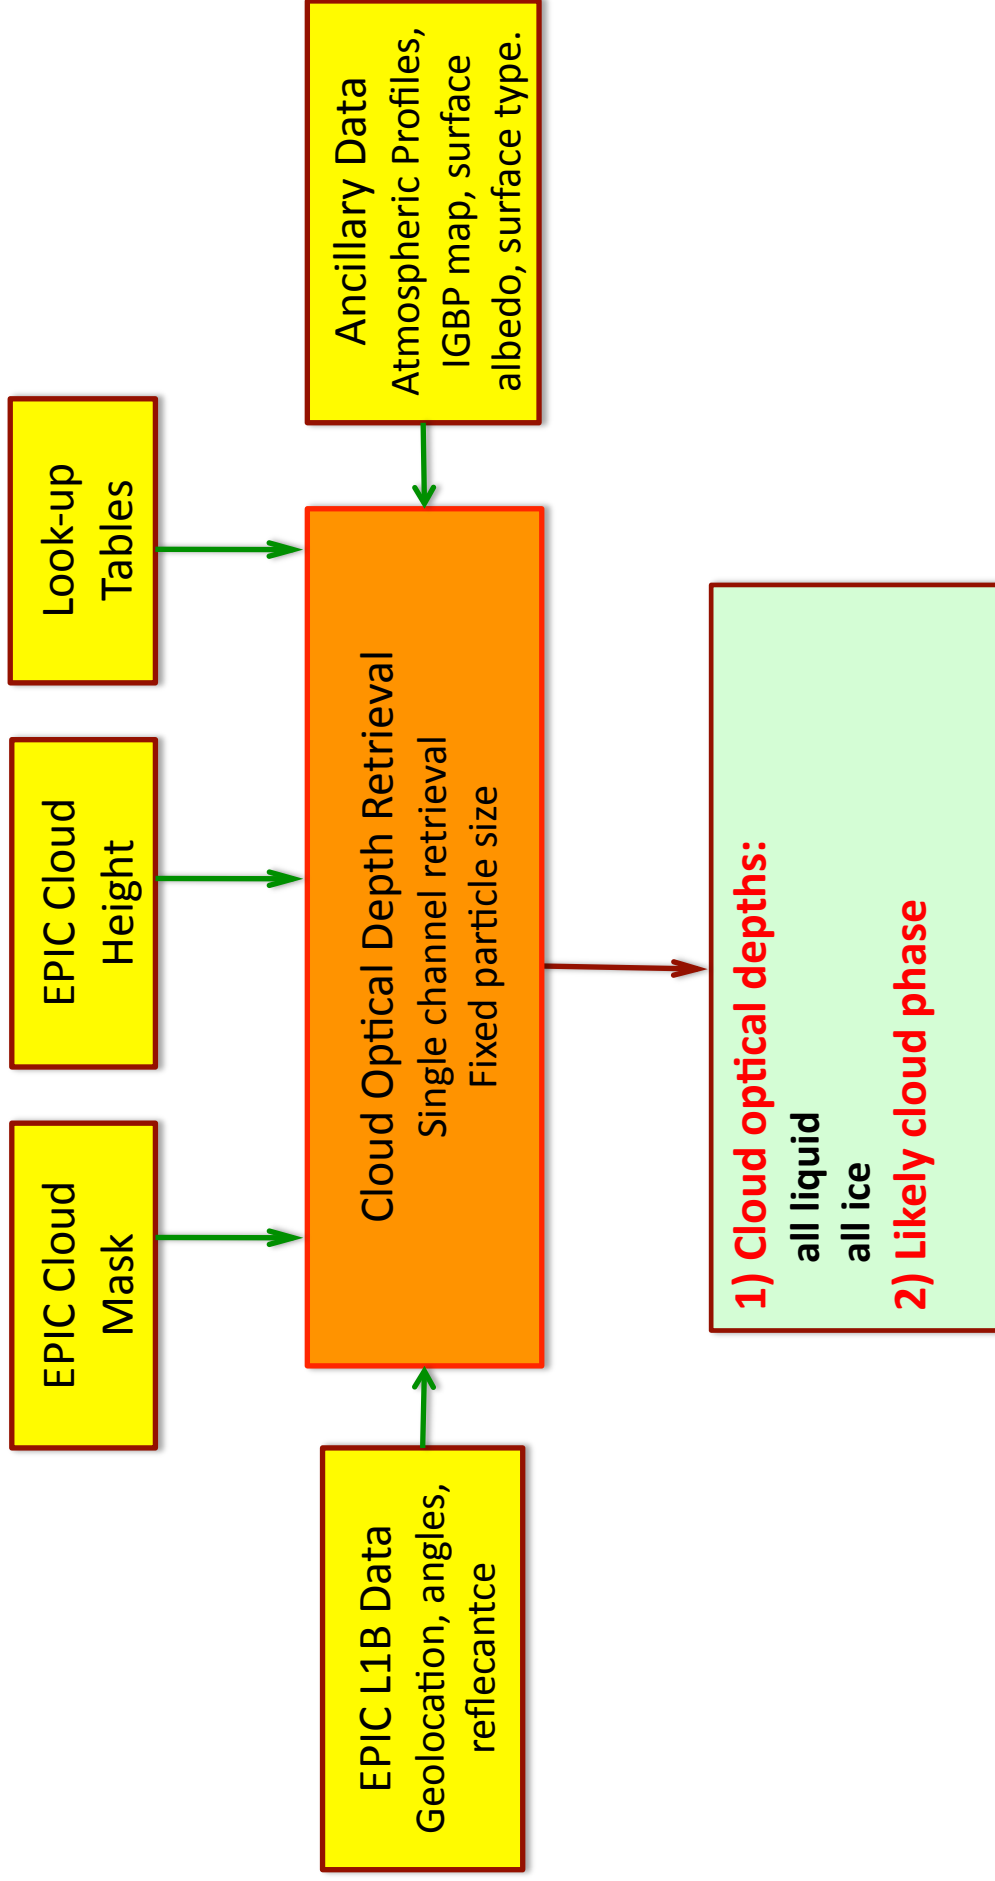 EPIC Cloud
Mask
EPIC Cloud
Height
Look-up
Tables
EPIC L1B Data
Geolocation, angles,
reflecantce
Cloud Optical Depth Retrieval
Single channel retrieval
Fixed particle size
Ancillary Data
Atmospheric Profiles,
IGBP map, surface
albedo, surface type.
1) Cloud optical depths:
all liquid
all ice
2) Likely cloud phase